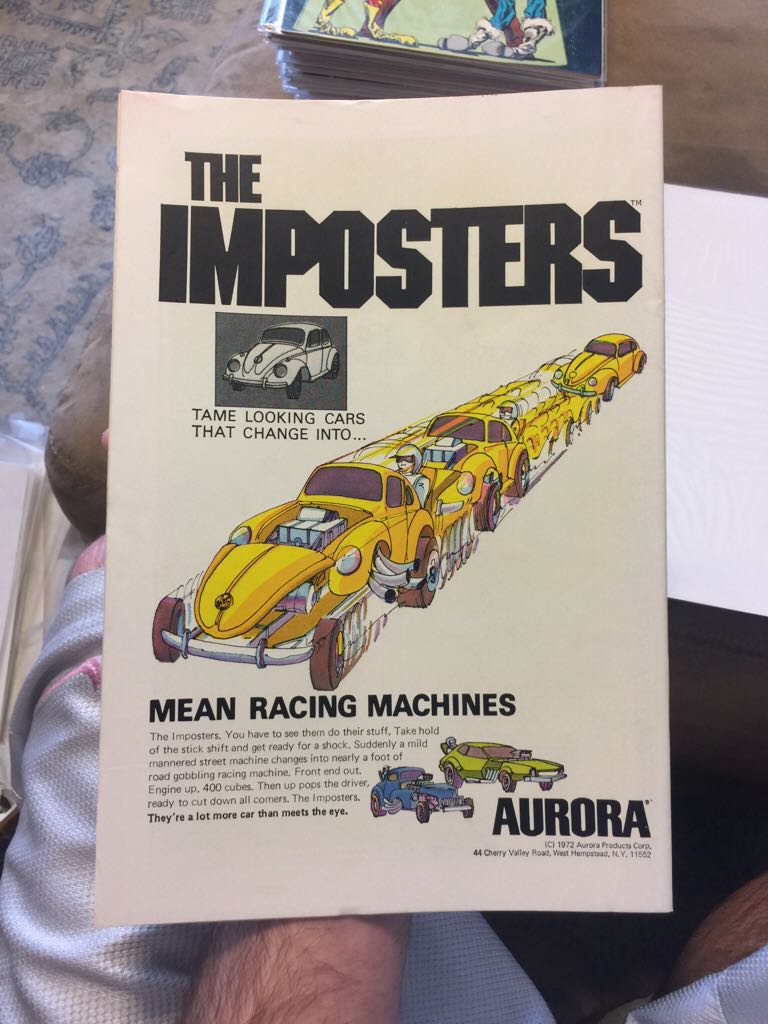 THE
IMPOSTERS™
TAME LOOKING CARS
THAT CHANGE INTO...
MEAN RACING MACHINES
The Imposters. You have to see them do their stuff. Take hold
of the stick shift and get ready for a shock. Suddenly a mild
mannered street machine changes into nearly a foot of
road gobbling racing machine. Front end out.
Engine up. 400 cubes. Then up pops the driver,
ready to cut down all comers. The Imposters.
They're a lot more car than meets the eye.
AURORA®
(C) 1972 Aurora Products Corp.
44 Cherry Valley Road, West Hempstead, N.Y. 11552